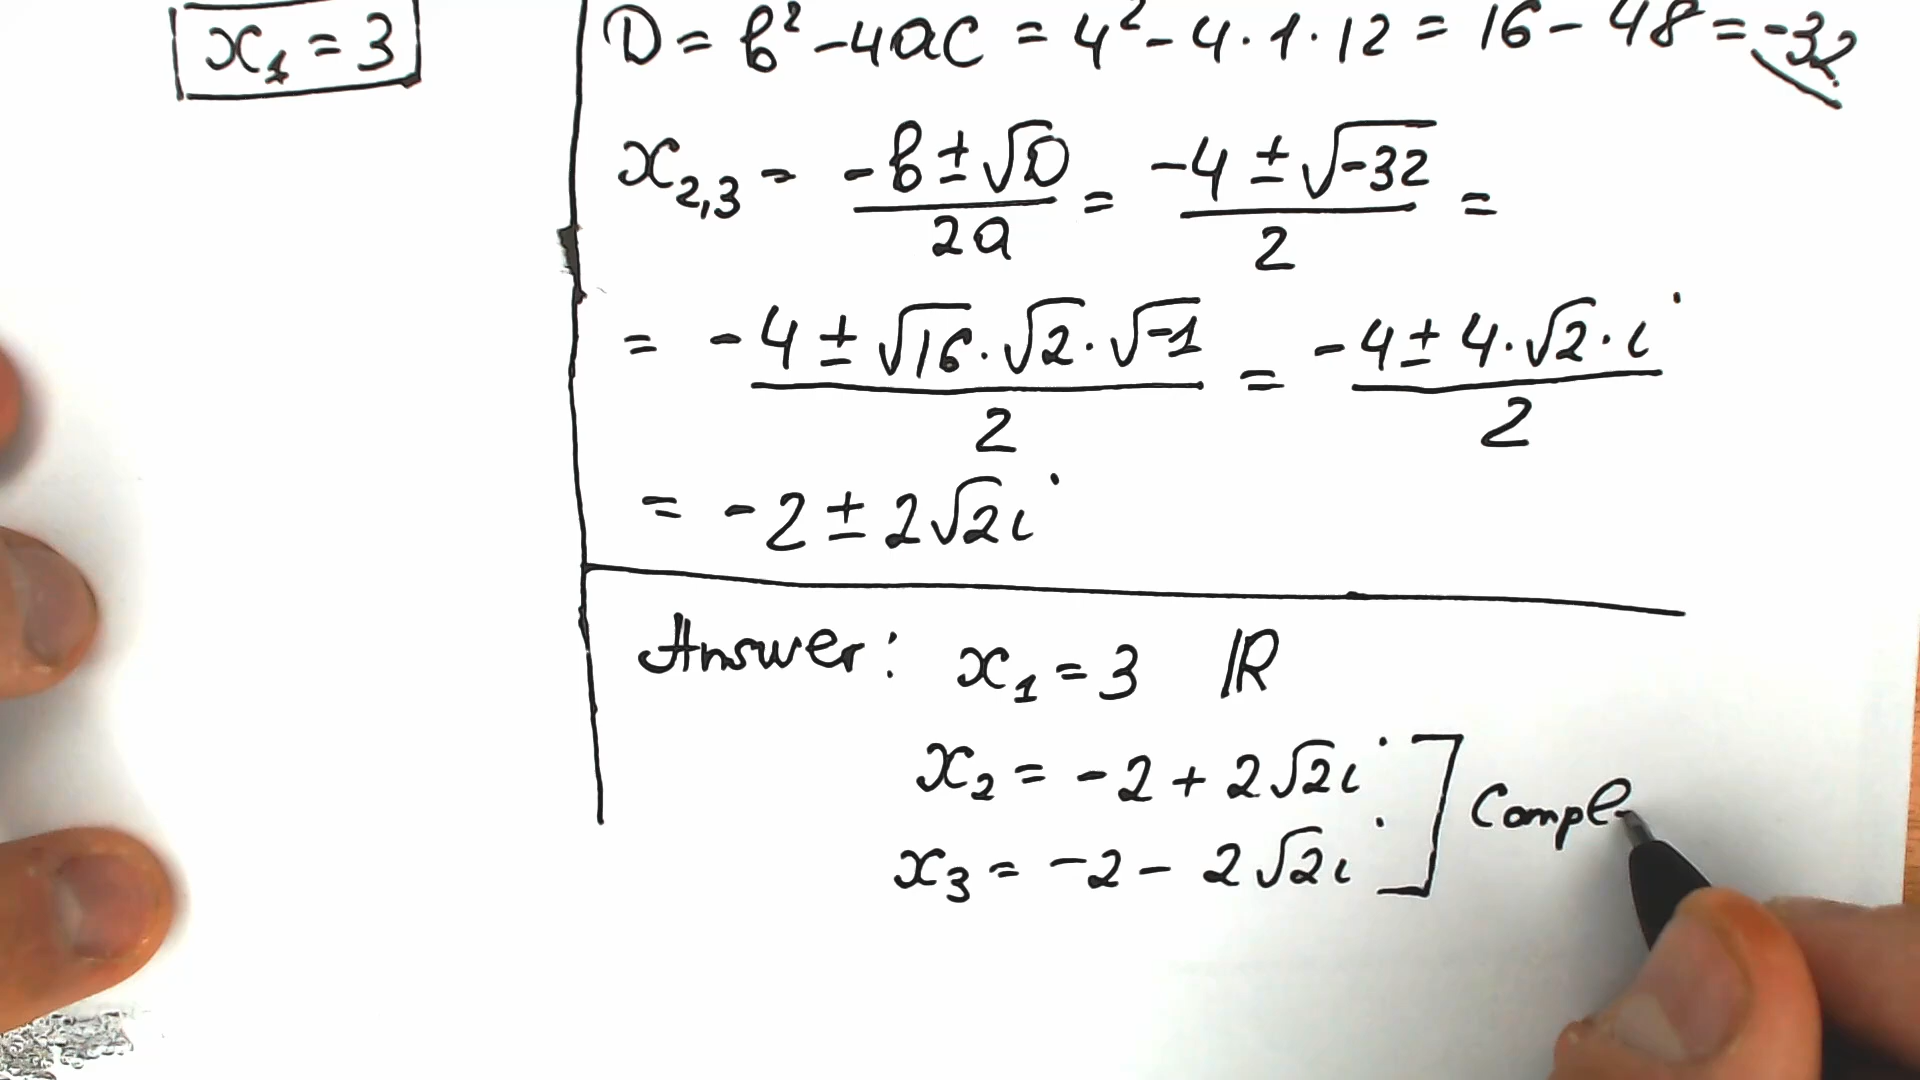 x₁ = 3
D = b² - 4ac = 4² - 4 · 1 · 12 = 16 - 48 = -32
x₂,₃ = (-b ± √D)/(2a) = (-4 ± √-32)/2 =
= (-4 ± √16 · √2 · √-1)/2 = (-4 ± 4 · √2 · i)/2
= -2 ± 2√2i
Answer: x₁ = 3 ℝ
x₂ = -2 + 2√2i
Comple
x₃ = -2 - 2√2i